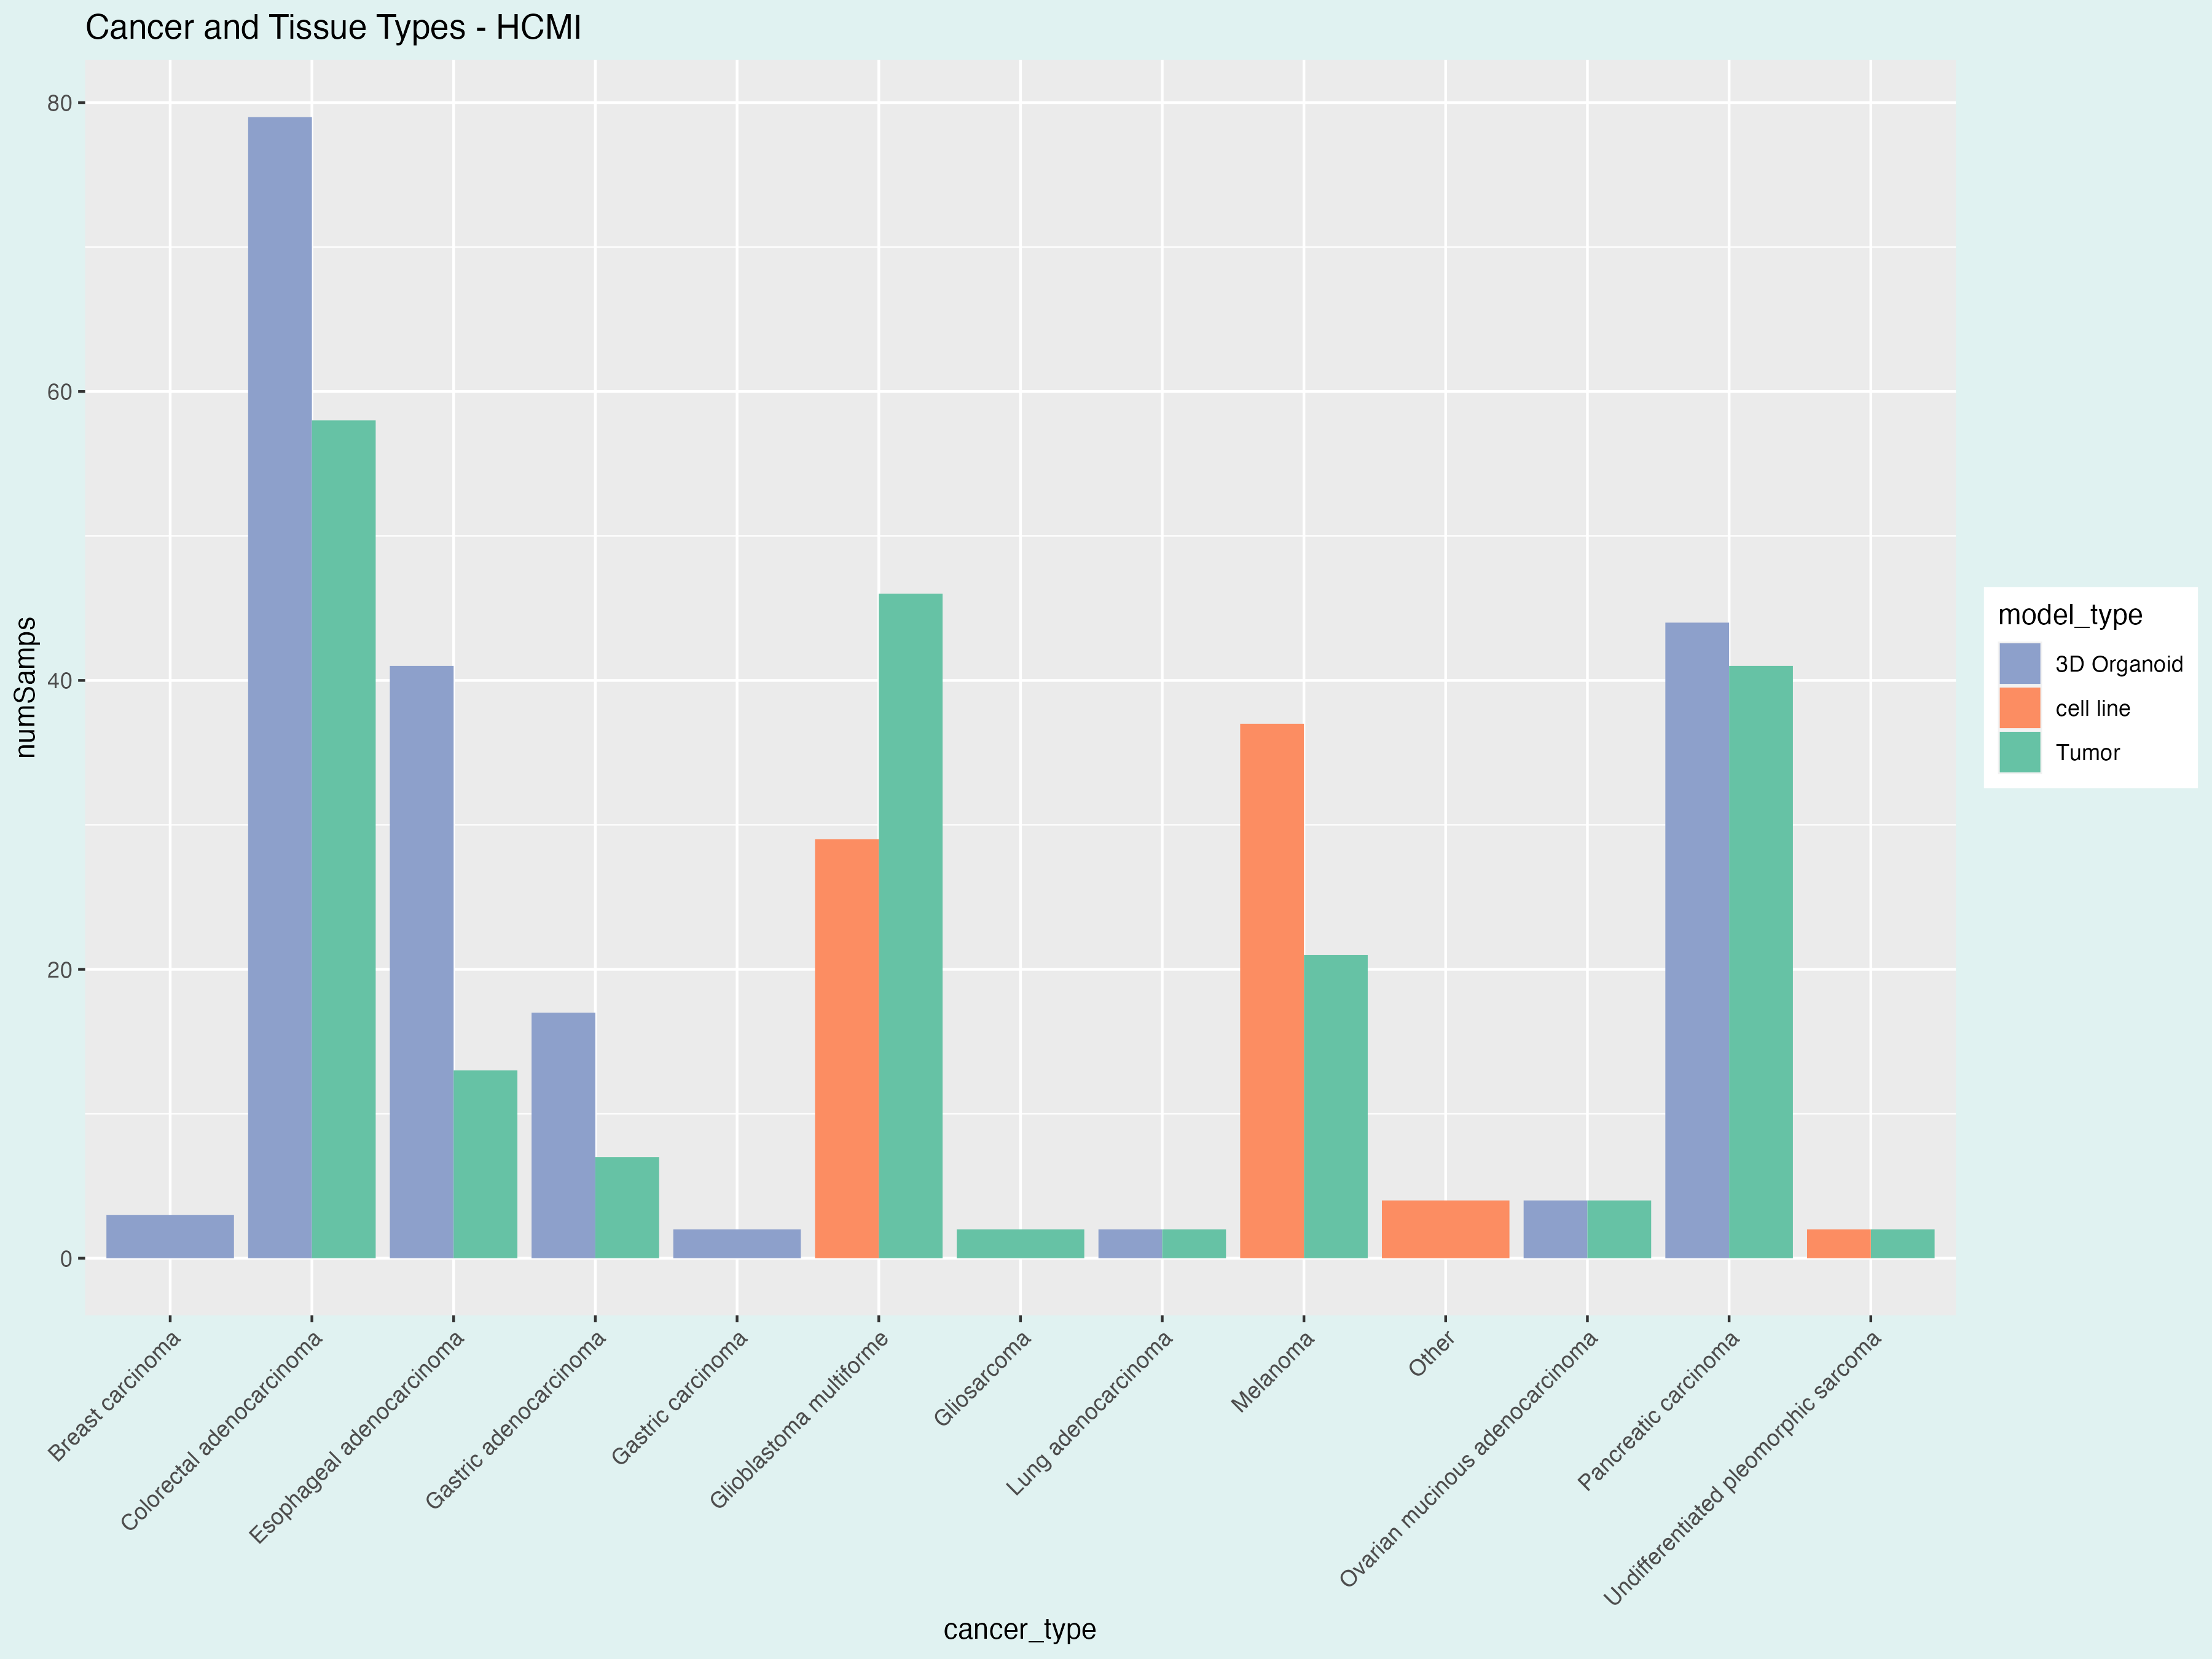 Cancer and Tissue Types - HCMI
numSamps
80
60
40
20
0
Breast carcinoma
Colorectal adenocarcinoma
Esophageal adenocarcinoma
Gastric adenocarcinoma
Gastric carcinoma
Glioblastoma multiforme
Gliosarcoma
Lung adenocarcinoma
Melanoma
Other
Ovarian mucinous adenocarcinoma
Pancreatic carcinoma
Undifferentiated pleomorphic sarcoma
cancer_type
model_type
3D Organoid
cell line
Tumor